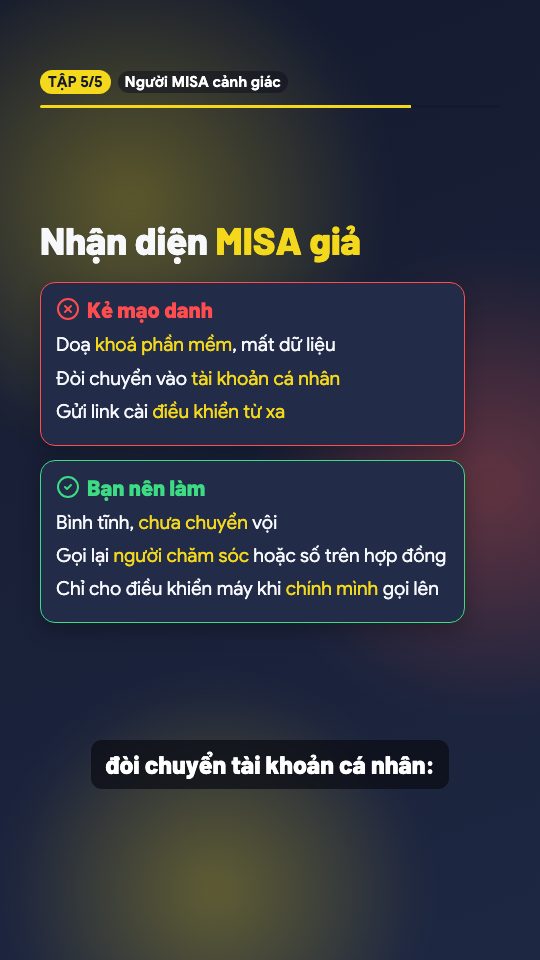 TẬP 5/5 Người MISA cảnh giác
Nhận diện MISA giả
Kẻ mạo danh
Doạ khoá phần mềm, mất dữ liệu
Đòi chuyển vào tài khoản cá nhân
Gửi link cài điều khiển từ xa
Bạn nên làm
Bình tĩnh, chưa chuyển vội
Gọi lại người chăm sóc hoặc số trên hợp đồng
Chỉ cho điều khiển máy khi chính mình gọi lên
đòi chuyển tài khoản cá nhân: